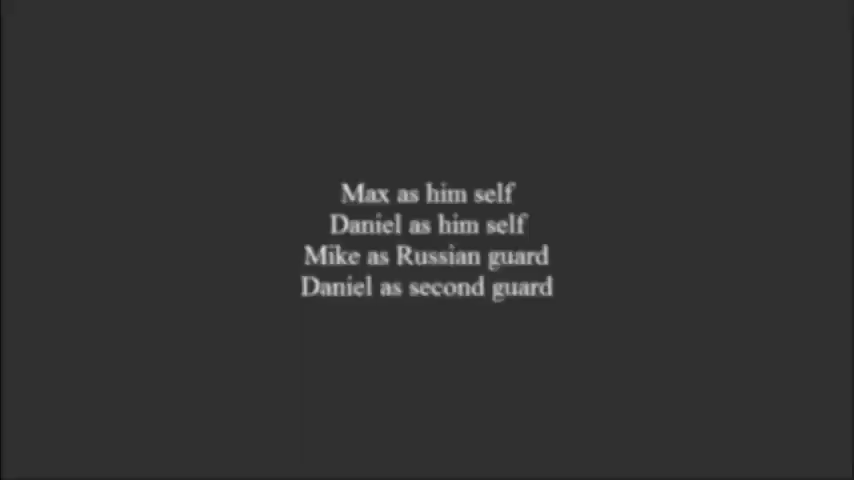 Max as him self
Daniel as him self
Mike as Russian guard
Daniel as second guard